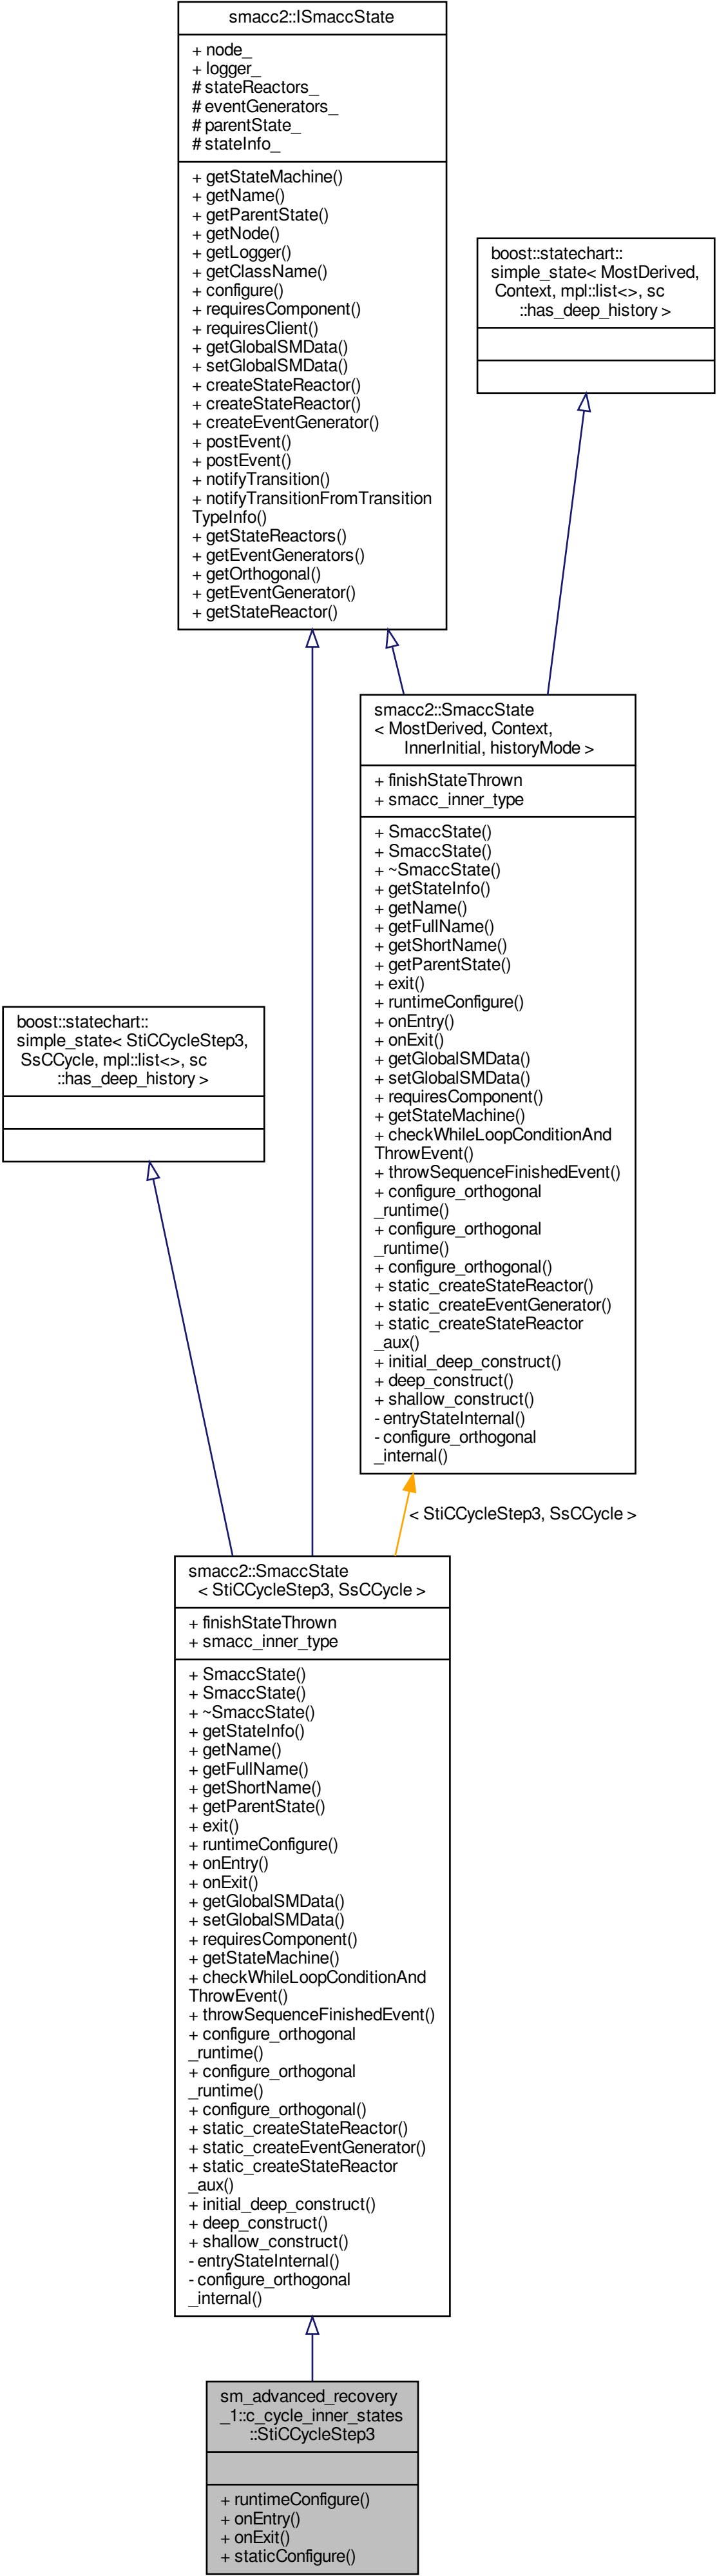 smacc2::ISmaccState
+ node_
+ logger_
# stateReactors_
# eventGenerators_
# parentState_
# stateInfo_
+ getStateMachine()
+ getName()
+ getParentState()
+ getNode()
+ getLogger()
+ getClassName()
+ configure()
+ requiresComponent()
+ requiresClient()
+ getGlobalSMData()
+ setGlobalSMData()
+ createStateReactor()
+ createStateReactor()
+ createEventGenerator()
+ postEvent()
+ postEvent()
+ notifyTransition()
+ notifyTransitionFromTransition
TypeInfo()
+ getStateReactors()
+ getEventGenerators()
+ getOrthogonal()
+ getEventGenerator()
+ getStateReactor()
boost::statechart::
simple_state< MostDerived,
Context, mpl::list<>, sc
::has_deep_history >
smacc2::SmaccState
< MostDerived, Context,
InnerInitial, historyMode >
+ finishStateThrown
+ smacc_inner_type
+ SmaccState()
+ SmaccState()
+ ~SmaccState()
+ getStateInfo()
+ getName()
+ getFullName()
+ getShortName()
+ getParentState()
+ exit()
+ runtimeConfigure()
+ onEntry()
+ onExit()
+ getGlobalSMData()
+ setGlobalSMData()
+ requiresComponent()
+ getStateMachine()
+ checkWhileLoopConditionAnd
ThrowEvent()
+ throwSequenceFinishedEvent()
+ configure_orthogonal
_runtime()
+ configure_orthogonal
_runtime()
+ configure_orthogonal()
+ static_createStateReactor()
+ static_createEventGenerator()
+ static_createStateReactor
_aux()
+ initial_deep_construct()
+ deep_construct()
+ shallow_construct()
- entryStateInternal()
- configure_orthogonal
_internal()
boost::statechart::
simple_state< StiCCycleStep3,
SsCCycle, mpl::list<>, sc
::has_deep_history >
< StiCCycleStep3, SsCCycle >
smacc2::SmaccState
< StiCCycleStep3, SsCCycle >
+ finishStateThrown
+ smacc_inner_type
+ SmaccState()
+ SmaccState()
+ ~SmaccState()
+ getStateInfo()
+ getName()
+ getFullName()
+ getShortName()
+ getParentState()
+ exit()
+ runtimeConfigure()
+ onEntry()
+ onExit()
+ getGlobalSMData()
+ setGlobalSMData()
+ requiresComponent()
+ getStateMachine()
+ checkWhileLoopConditionAnd
ThrowEvent()
+ throwSequenceFinishedEvent()
+ configure_orthogonal
_runtime()
+ configure_orthogonal
_runtime()
+ configure_orthogonal()
+ static_createStateReactor()
+ static_createEventGenerator()
+ static_createStateReactor
_aux()
+ initial_deep_construct()
+ deep_construct()
+ shallow_construct()
- entryStateInternal()
- configure_orthogonal
_internal()
sm_advanced_recovery
_1::c_cycle_inner_states
::StiCCycleStep3
+ runtimeConfigure()
+ onEntry()
+ onExit()
+ staticConfigure()